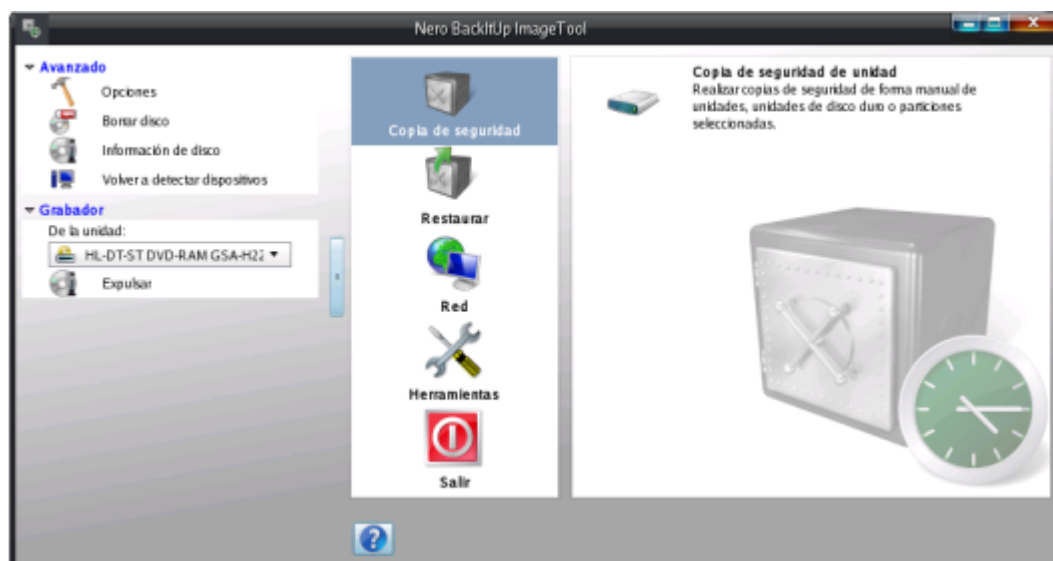 Nero BackItUp ImageTool
Avanzado
Opciones
Borrar disco
Información de disco
Volver a detectar dispositivos
Grabador
De la unidad:
HL-DT-ST DVD-RAM GSA-H22
Expulsar
Copia de seguridad
Restaurar
Red
Herramientas
Salir
Copia de seguridad de unidad
Realizar copias de seguridad de forma manual de
unidades, unidades de disco duro o particiones
seleccionadas.